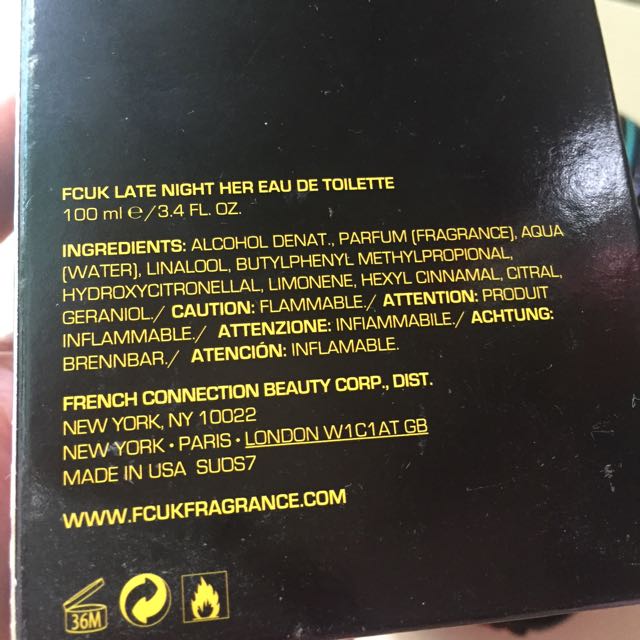 FCUK LATE NIGHT HER EAU DE TOILETTE
100 ml ℮/3.4 FL. OZ.
INGREDIENTS: ALCOHOL DENAT., PARFUM (FRAGRANCE), AQUA
(WATER), LINALOOL, BUTYLPHENYL METHYLPROPIONAL,
HYDROXYCITRONELLAL, LIMONENE, HEXYL CINNAMAL, CITRAL,
GERANIOL./ CAUTION: FLAMMABLE./ ATTENTION: PRODUIT
INFLAMMABLE./ ATTENZIONE: INFIAMMABILE./ ACHTUNG:
BRENNBAR./ ATENCIÓN: INFLAMABLE.
FRENCH CONNECTION BEAUTY CORP., DIST.
NEW YORK, NY 10022
NEW YORK • PARIS • LONDON W1C1AT GB
MADE IN USA SUDS7
WWW.FCUKFRAGRANCE.COM
36M